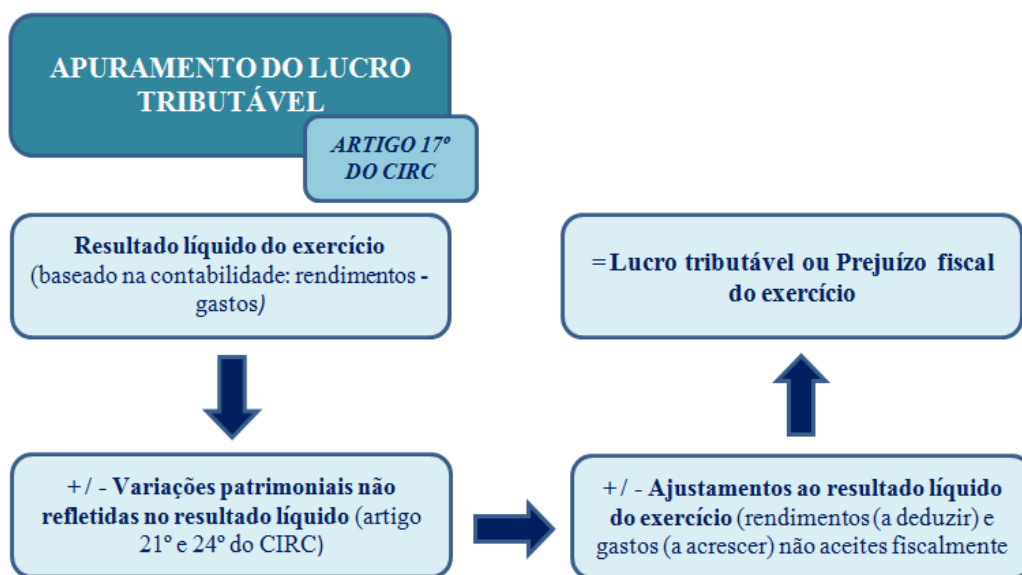 APURAMENTO DO LUCRO
TRIBUTÁVEL
ARTIGO 17º
DO CIRC
Resultado líquido do exercício
(baseado na contabilidade: rendimentos -
gastos)
+ / - Variações patrimoniais não
refletidas no resultado líquido (artigo
21º e 24º do CIRC)
+ / - Ajustamentos ao resultado líquido
do exercício (rendimentos (a deduzir) e
gastos (a acrescer) não aceites fiscalmente
= Lucro tributável ou Prejuízo fiscal
do exercício